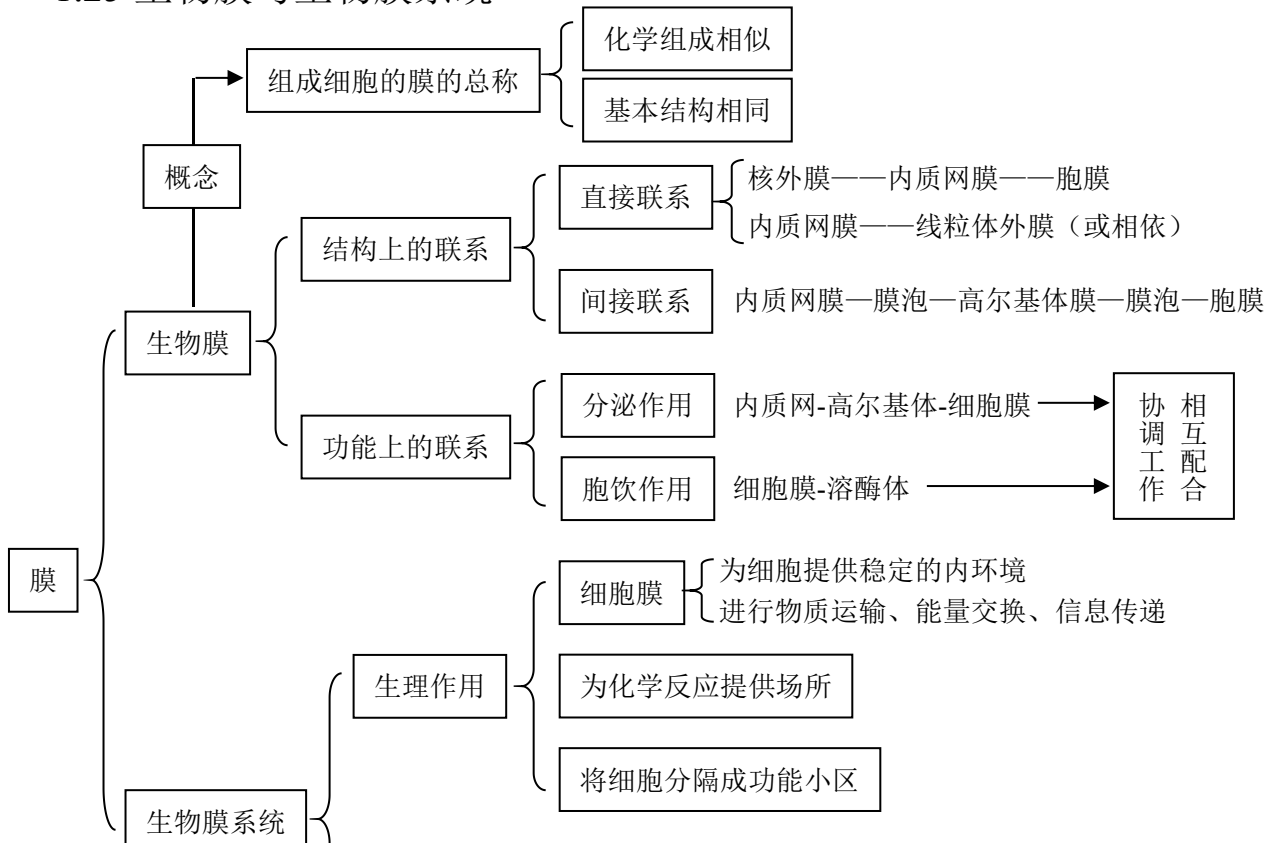 化学组成相似
组成细胞的膜的总称
基本结构相同
概念
直接联系
核外膜——内质网膜——胞膜
内质网膜——线粒体外膜（或相依）
结构上的联系
间接联系
内质网膜—膜泡—高尔基体膜—膜泡—胞膜
生物膜
分泌作用
内质网-高尔基体-细胞膜
功能上的联系
胞饮作用
细胞膜-溶酶体
相互配合
协调工作
膜
细胞膜
为细胞提供稳定的内环境
进行物质运输、能量交换、信息传递
生理作用
为化学反应提供场所
将细胞分隔成功能小区
生物膜系统